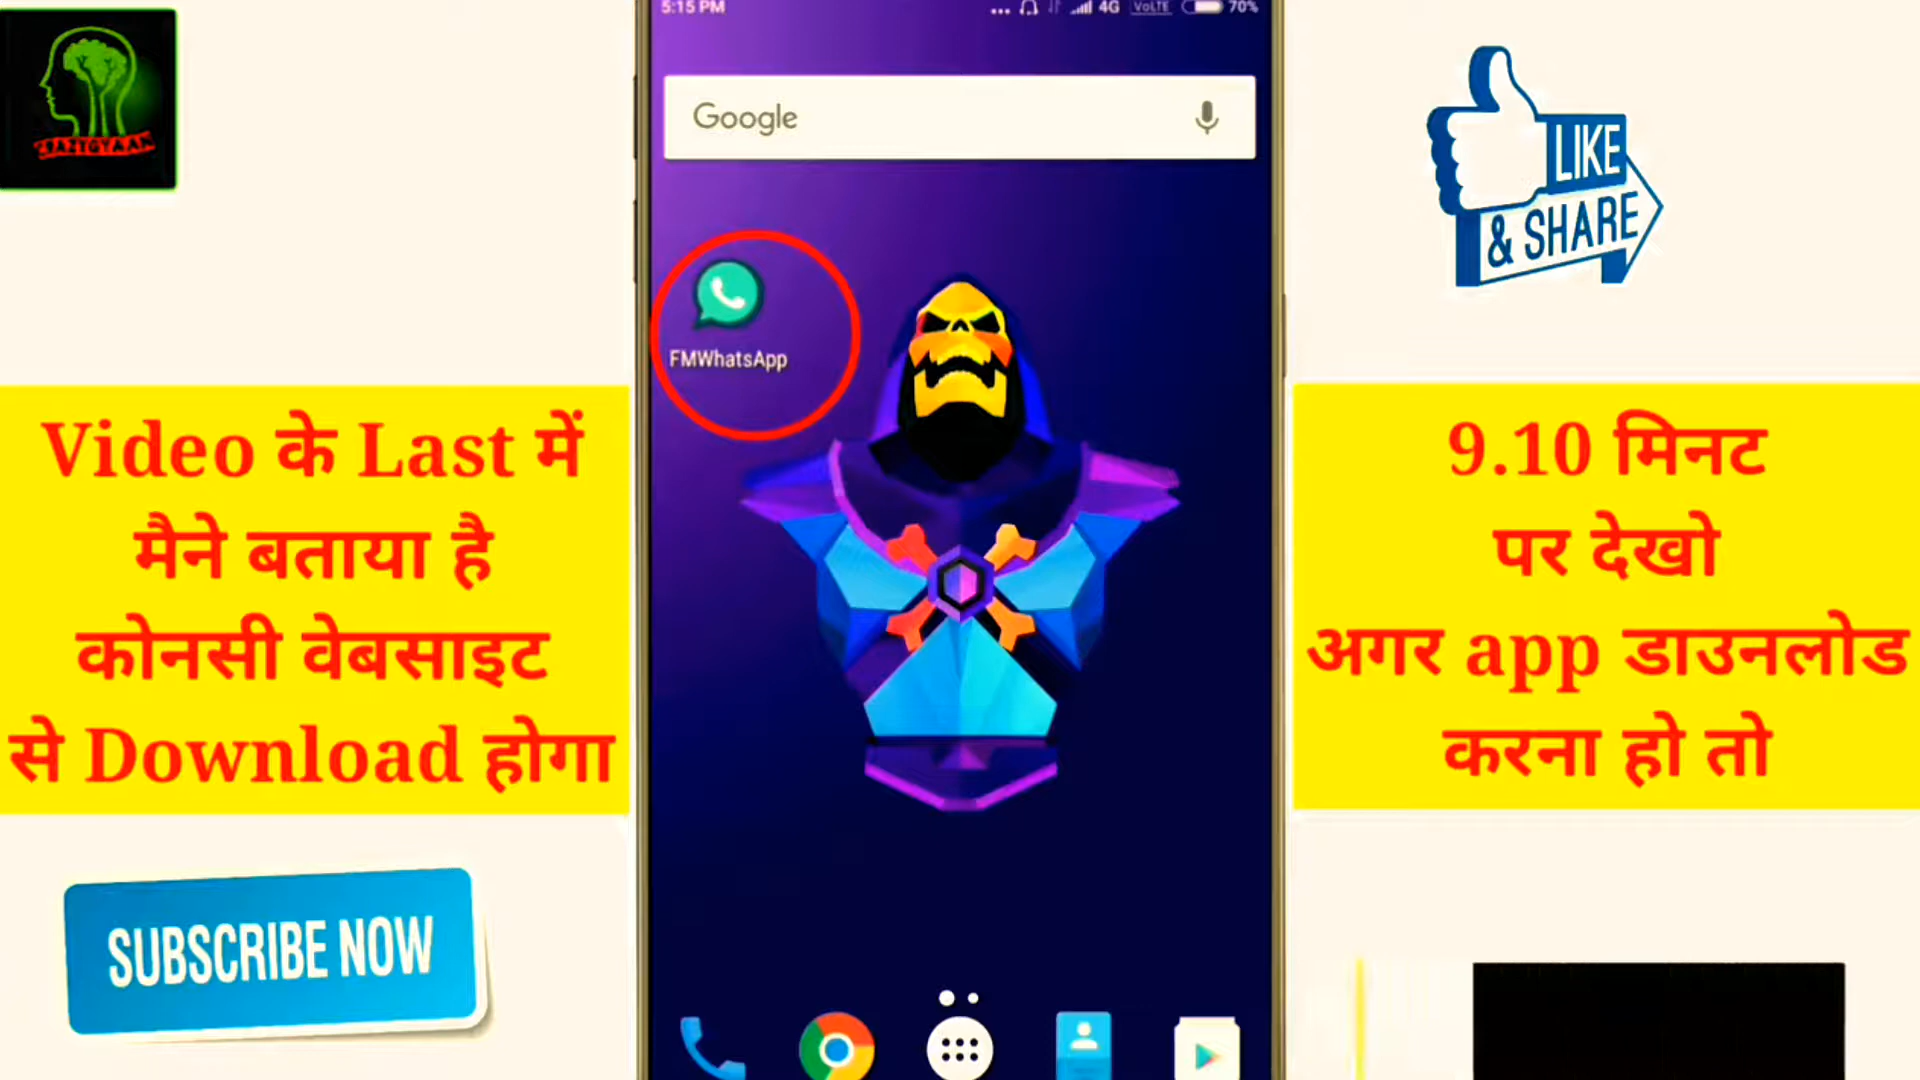 5:15 PM
... 4G VoLTE 70%
Google
LIKE
& SHARE
FMWhatsApp
Video के Last में
मैने बताया है
कोनसी वेबसाइट
से Download होगा
9.10 मिनट
पर देखो
अगर app डाउनलोड
करना हो तो
SUBSCRIBE NOW